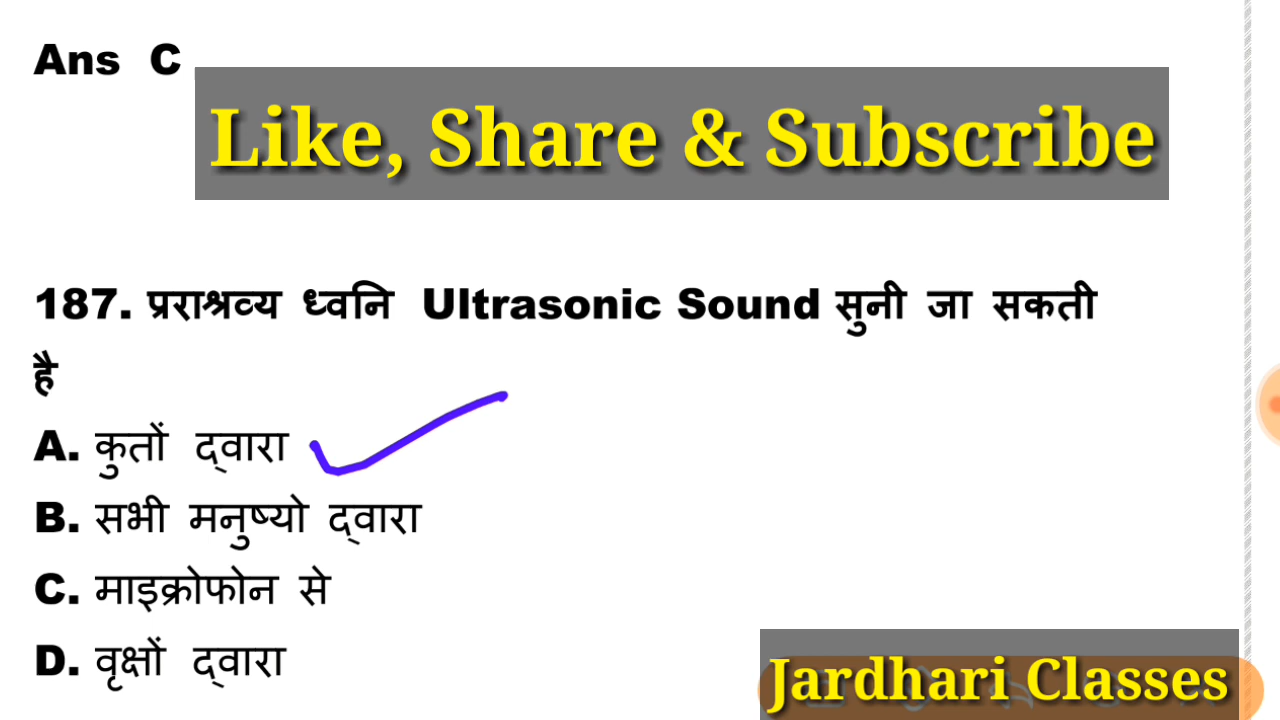 Ans C
Like, Share & Subscribe
187. प्रराश्रव्य ध्वनि Ultrasonic Sound सुनी जा सकती
है
A. कुतों द्वारा
B. सभी मनुष्यो द्वारा
C. माइक्रोफोन से
D. वृक्षों द्वारा
Jardhari Classes